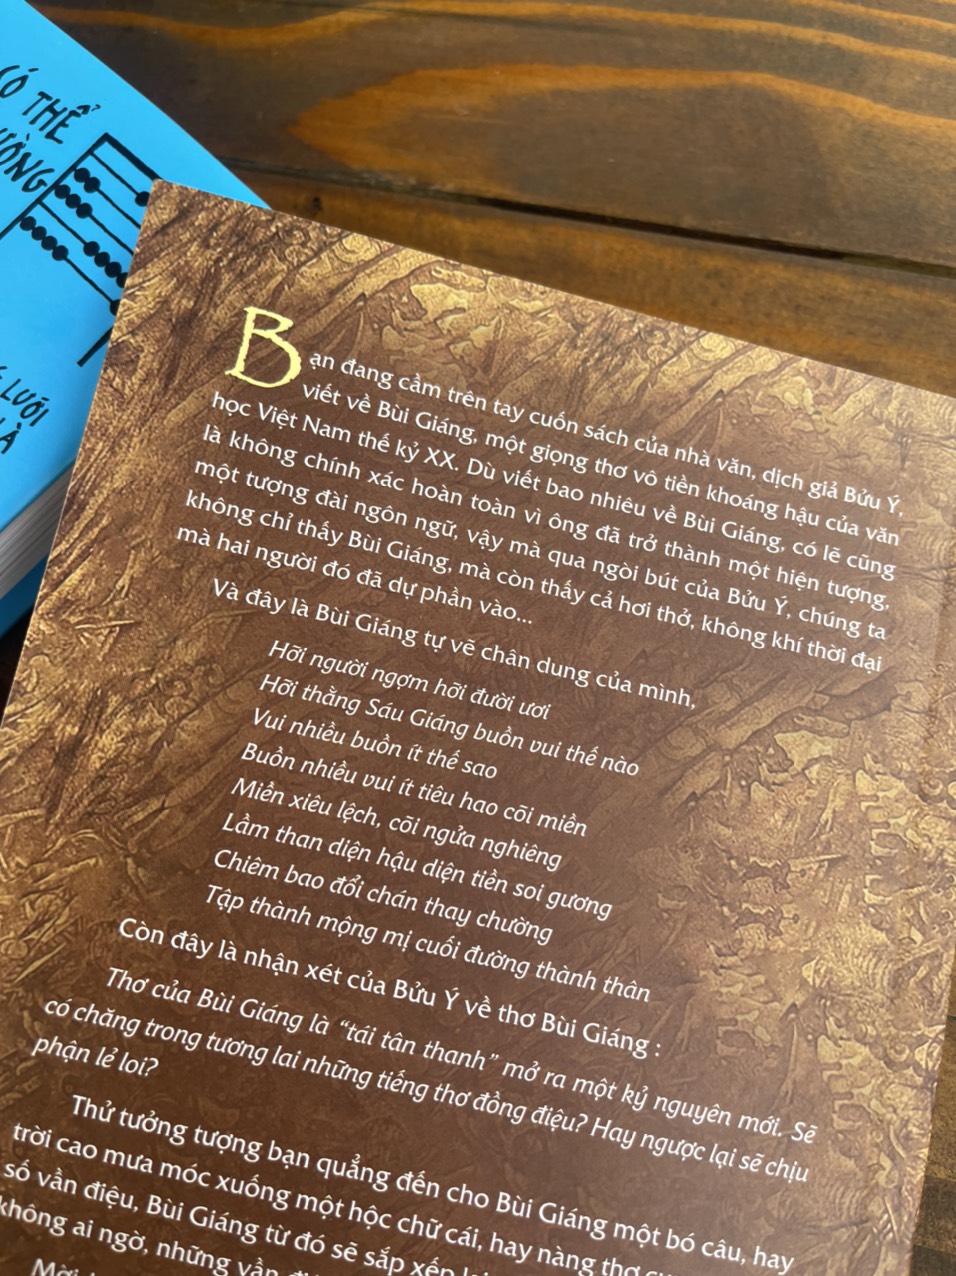 CÓ THỂ
LƯỜI
LÀ
Bạn đang cầm trên tay cuốn sách của nhà văn, dịch giả Bửu Ý,
viết về Bùi Giáng, một giọng thơ vô tiền khoáng hậu của văn
học Việt Nam thế kỷ XX. Dù viết bao nhiêu về Bùi Giáng, có lẽ cũng
là không chính xác hoàn toàn vì ông đã trở thành một hiện tượng,
một tượng đài ngôn ngữ, vậy mà qua ngòi bút của Bửu Ý, chúng ta
không chỉ thấy Bùi Giáng, mà còn thấy cả hơi thở, không khí thời đại
mà hai người đó đã dự phần vào...
Và đây là Bùi Giáng tự vẽ chân dung của mình,
Hỡi người ngợm hỡi đười ươi
Hỡi thằng Sáu Giáng buồn vui thế nào
Vui nhiều buồn ít thế sao
Buồn nhiều vui ít tiêu hao cõi miền
Miền xiêu lệch, cõi ngửa nghiêng
Lầm than diện hậu diện tiền soi gương
Chiêm bao đổi chán thay chường
Tập thành mộng mị cuối đường thành thân
Còn đây là nhận xét của Bửu Ý về thơ Bùi Giáng :
Thơ của Bùi Giáng là “tái tân thanh” mở ra một kỷ nguyên mới. Sẽ
có chăng trong tương lai những tiếng thơ đồng điệu? Hay ngược lại sẽ chịu
phận lẻ loi?
Thử tưởng tượng bạn quẳng đến cho Bùi Giáng một bó câu, hay
trời cao mưa móc xuống một hộc chữ cái, hay nàng thơ
số vần điệu, Bùi Giáng từ đó sẽ sắp xếp
không ai ngờ, những vần